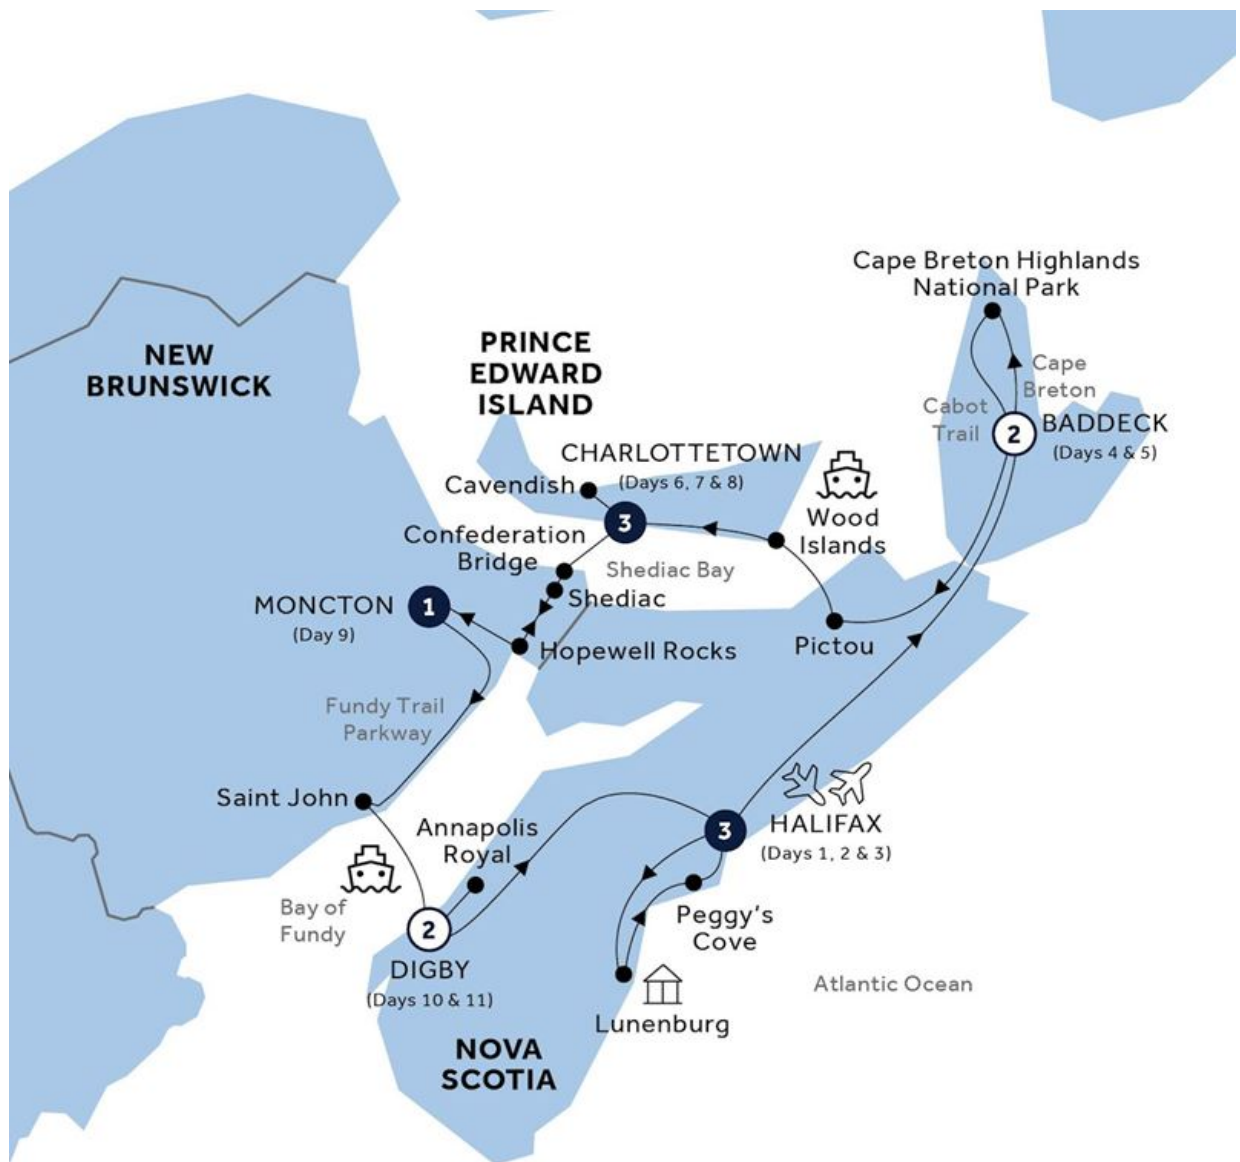 Cape Breton Highlands
National Park
NEW
BRUNSWICK
PRINCE
EDWARD
ISLAND
Cape
Breton
Cabot
Trail
2
BADDECK
(Days 4 & 5)
CHARLOTTETOWN
(Days 6, 7 & 8)
Cavendish
3
Wood
Islands
Confederation
Bridge
Shediac Bay
Shediac
MONCTON
(Day 9)
1
Hopewell Rocks
Pictou
Fundy Trail
Parkway
Saint John
Annapolis
Royal
3
HALIFAX
(Days 1, 2 & 3)
Bay of
Fundy
2
DIGBY
(Days 10 & 11)
Peggy's
Cove
Atlantic Ocean
Lunenburg
NOVA
SCOTIA